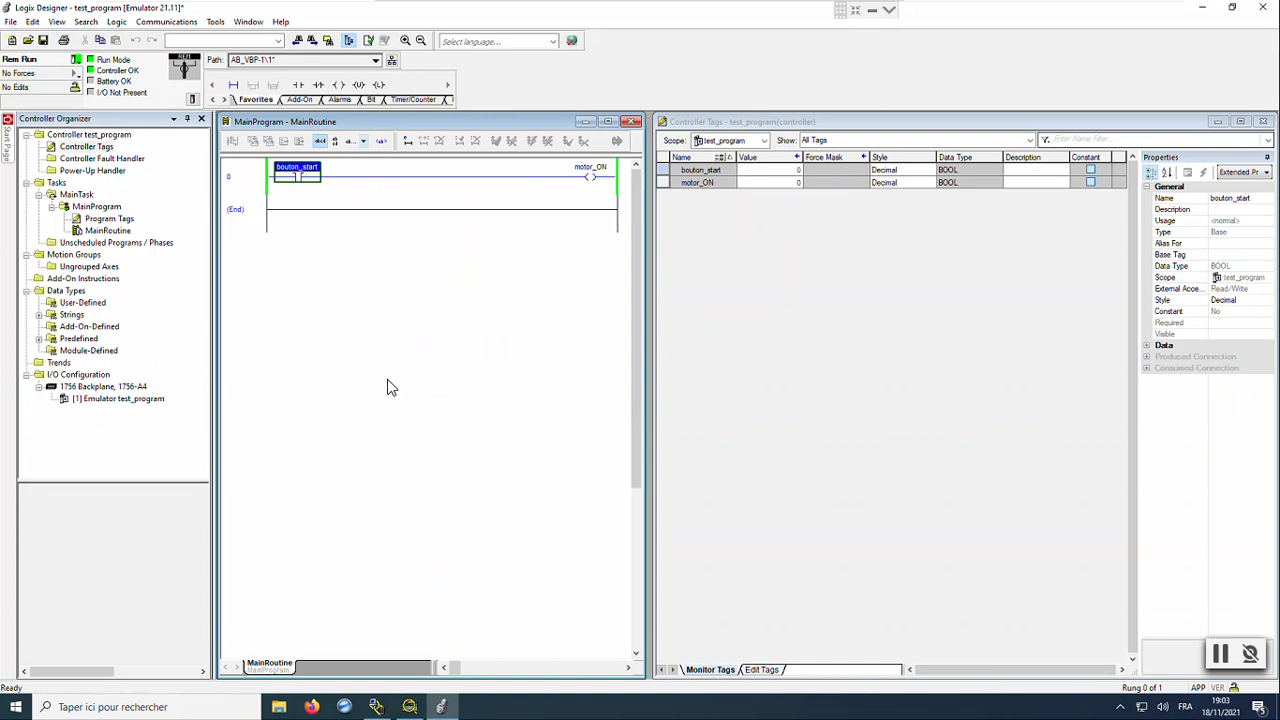 Logix Designer - test_program [Emulator 21.11]*
File Edit View Search Logic Communications Tools Window Help
Select language...
Rem Run
No Forces
No Edits
Run Mode
Controller OK
Battery OK
I/O Not Present
Path: AB_VBP-1\1*
Favorites Add-On Alarms Bit Timer/Counter
Start Page
Controller Organizer
Controller test_program
Controller Tags
Controller Fault Handler
Power-Up Handler
Tasks
MainTask
MainProgram
Program Tags
MainRoutine
Unscheduled Programs / Phases
Motion Groups
Ungrouped Axes
Add-On Instructions
Data Types
User-Defined
Strings
Add-On-Defined
Predefined
Module-Defined
Trends
I/O Configuration
1756 Backplane, 1756-A4
[1] Emulator test_program
MainProgram - MainRoutine
bouton_start motor_ON
0
(End)
MainRoutine
MainProgram
Controller Tags - test_program(controller)
Scope: test_program Show: All Tags Enter Name Filter...
Name Value Force Mask Style Data Type Description Constant
bouton_start 0 Decimal BOOL
motor_ON 0 Decimal BOOL
Monitor Tags Edit Tags
Properties
Extended Pr
General
Name bouton_start
Description
Usage <normal>
Type Base
Alias For
Base Tag
Data Type BOOL
Scope test_program
External Acce... Read/Write
Style Decimal
Constant No
Required
Visible
Data
Produced Connection
Consumed Connection
Ready Rung 0 of 1 APP VER
Taper ici pour rechercher
FRA
19:03
18/11/2021